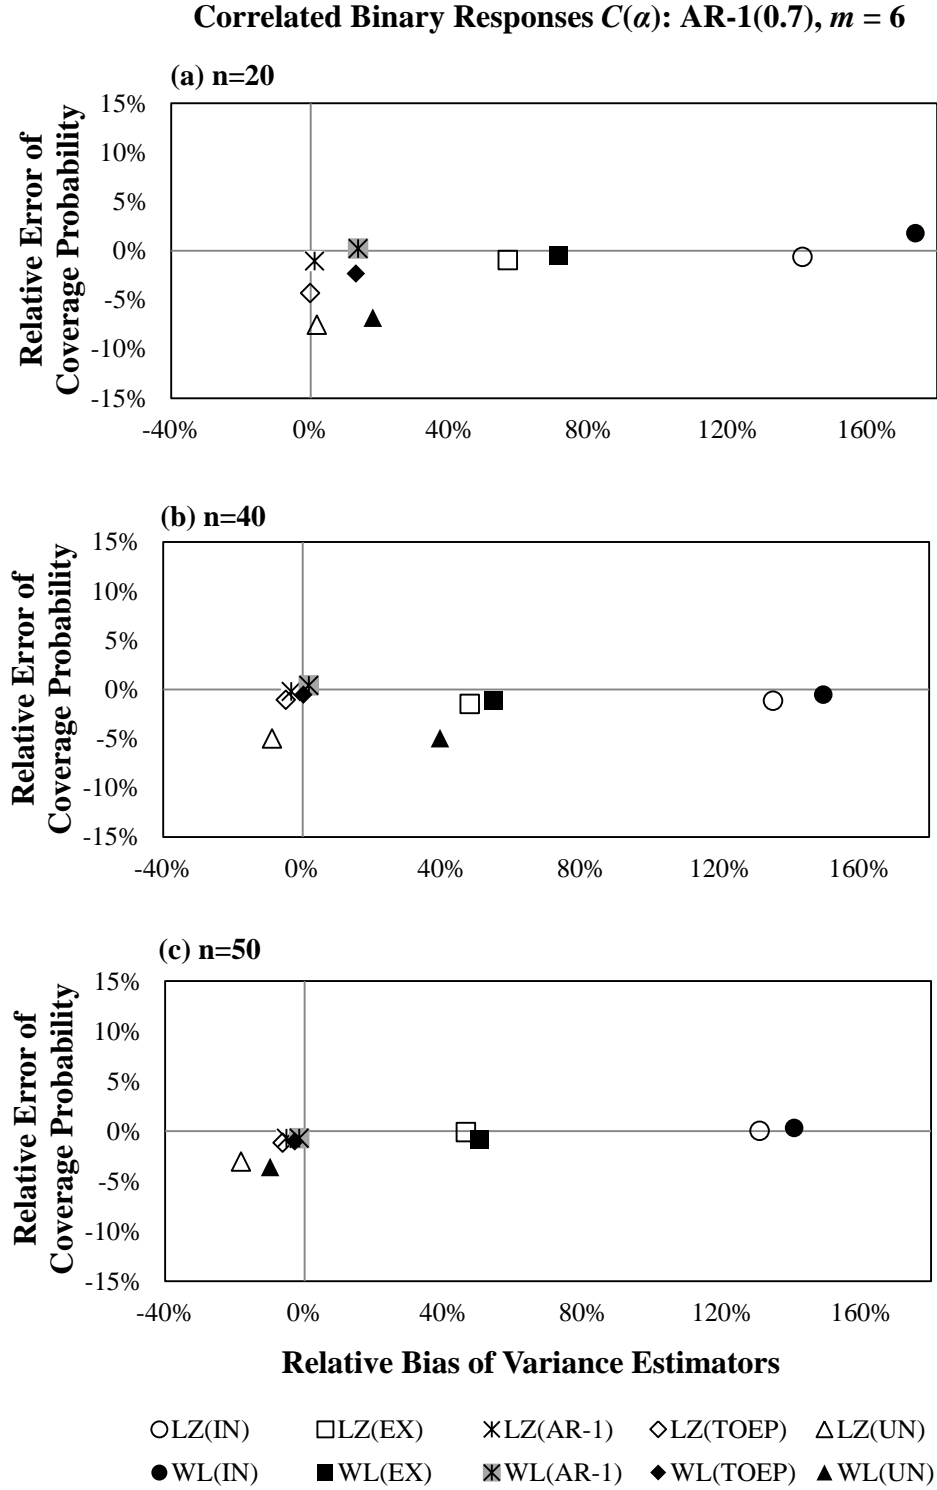 Correlated Binary Responses C(α): AR-1(0.7), m = 6
(a) n=20
Relative Error of
Coverage Probability
15%
10%
5%
0%
-5%
-10%
-15%
-40% 0% 40% 80% 120% 160%
(b) n=40
Relative Error of
Coverage Probability
15%
10%
5%
0%
-5%
-10%
-15%
-40% 0% 40% 80% 120% 160%
(c) n=50
Relative Error of
Coverage Probability
15%
10%
5%
0%
-5%
-10%
-15%
-40% 0% 40% 80% 120% 160%
Relative Bias of Variance Estimators
LZ(IN) LZ(EX) LZ(AR-1) LZ(TOEP) LZ(UN)
WL(IN) WL(EX) WL(AR-1) WL(TOEP) WL(UN)